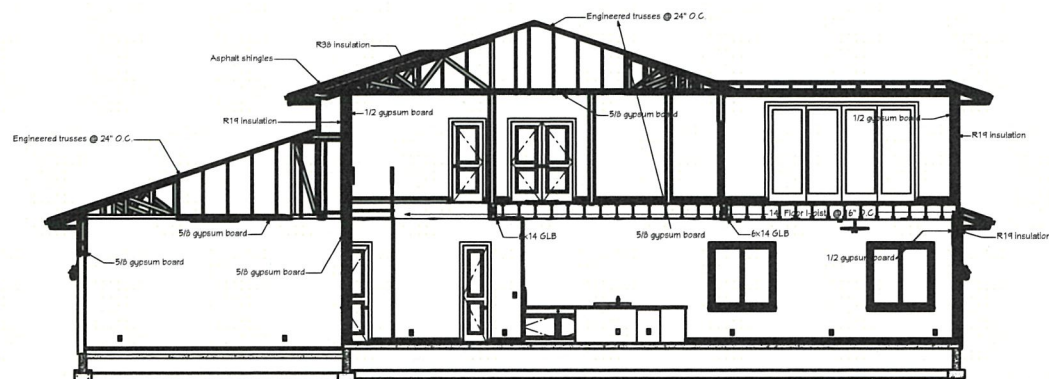 Engineered trusses @ 24" O.C.
R38 insulation
Asphalt shingles
1/2 gypsum board
5/8 gypsum board
1/2 gypsum board
R19 insulation
R19 insulation
Engineered trusses @ 24" O.C.
14" Floor I-joist @ 16" O.C.
5/8 gypsum board
6x14 GLB
5/8 gypsum board
6x14 GLB
R19 insulation
5/8 gypsum board
5/8 gypsum board
1/2 gypsum board